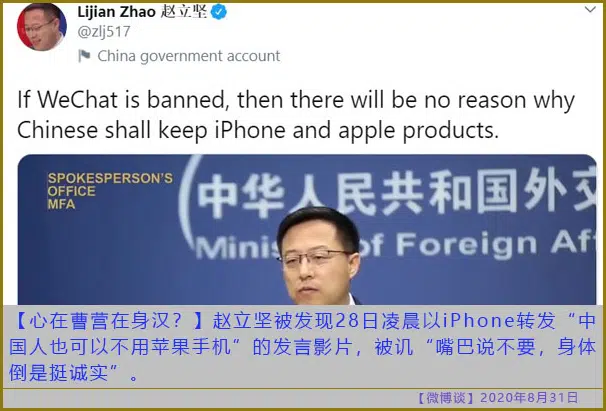 Lijian Zhao 赵立坚
@zlj517
China government account
If WeChat is banned, then there will be no reason why
Chinese shall keep iPhone and apple products.
SPOKESPERSON'S
OFFICE
MFA
中华人民共和国外交
Ministry of Foreign Aff
【心在曹营在身汉？】赵立坚被发现28日凌晨以iPhone转发“中
国人也可以不用苹果手机”的发言影片，被讥“嘴巴说不要，身体
倒是挺诚实”。
【微博谈】2020年8月31日